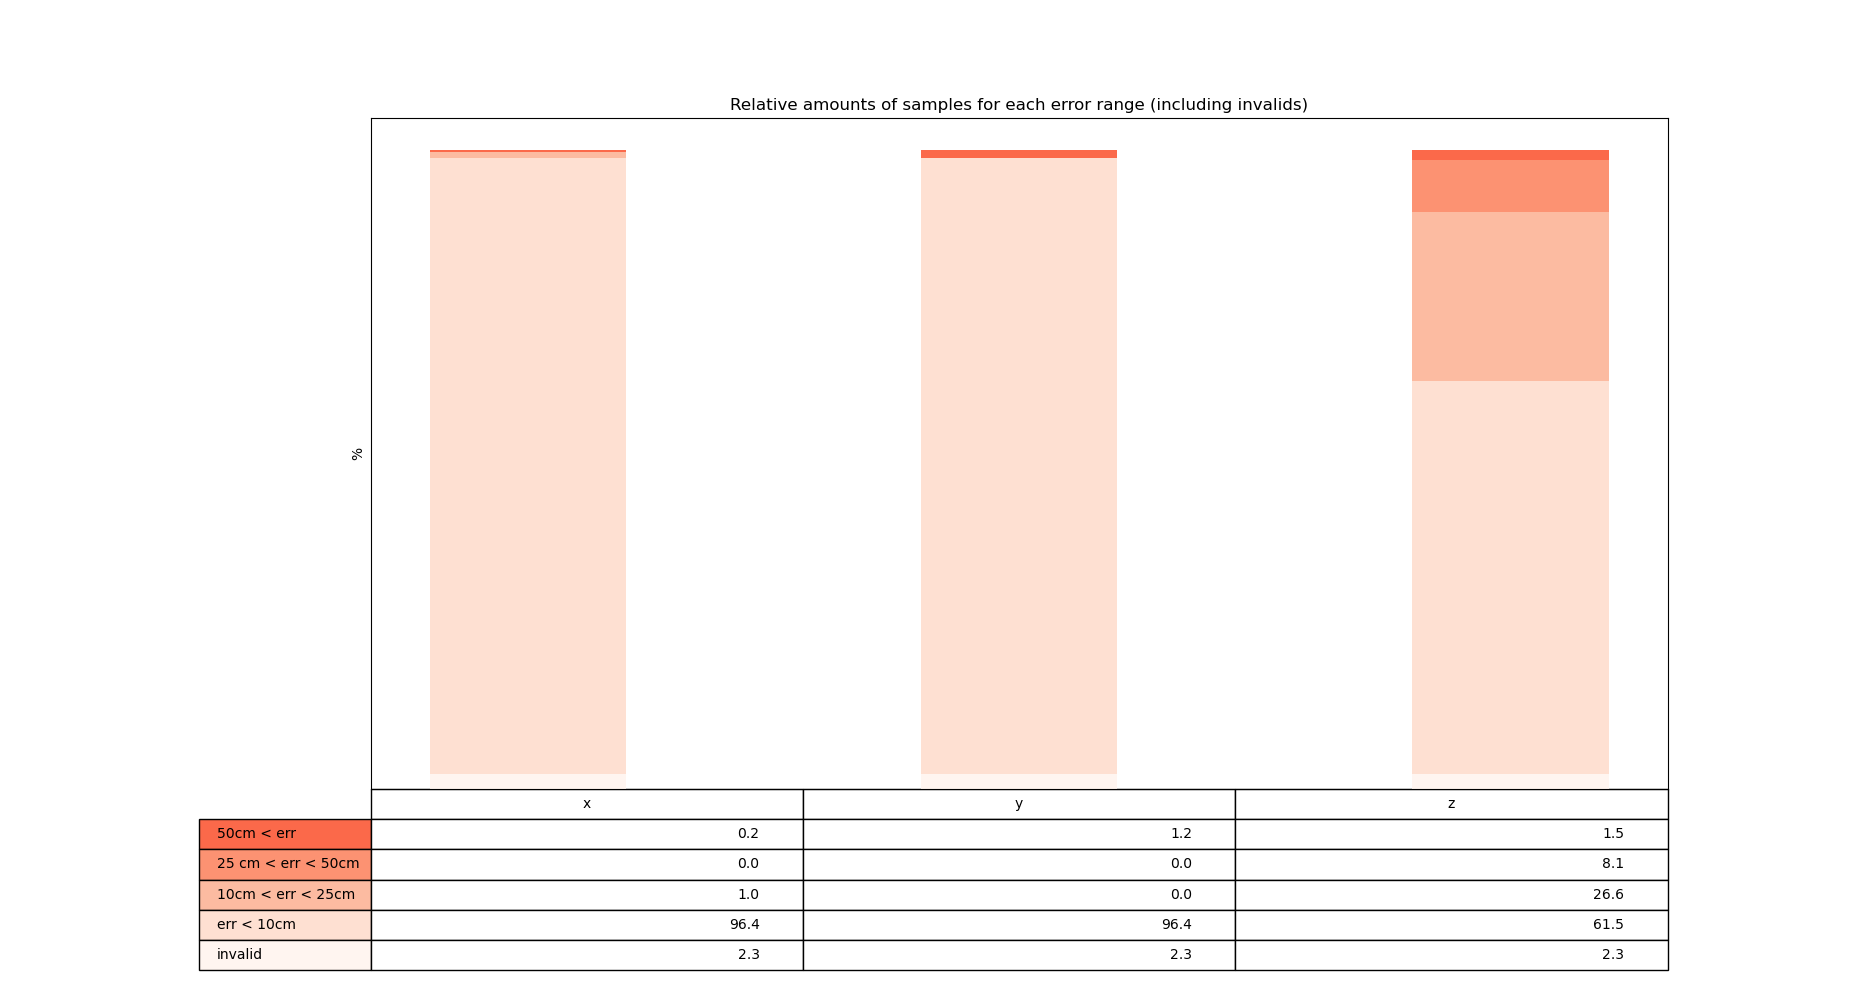 Relative amounts of samples for each error range (including invalids)
%
x y z
50cm < err 0.2 1.2 1.5
25 cm < err < 50cm 0.0 0.0 8.1
10cm < err < 25cm 1.0 0.0 26.6
err < 10cm 96.4 96.4 61.5
invalid 2.3 2.3 2.3